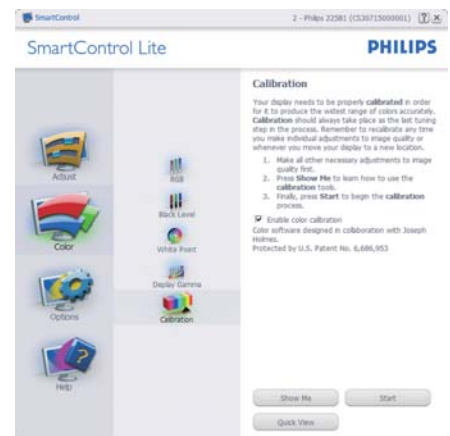 SmartControl
2 - Philips 225B1 (CS30715000001)
SmartControl Lite
PHILIPS
Adjust
Color
Options
Help
RGB
Black Level
White Point
Display Gamma
Calibration
Calibration
Your display needs to be properly calibrated in order
for it to produce the widest range of colors accurately.
Calibration should always take place as the last tuning
step in the process. Remember to recalibrate any time
you make individual adjustments to image quality or
whenever you move your display to a new location.
1. Make all other necessary adjustments to image
quality first.
2. Press Show Me to learn how to use the
calibration tools.
3. Finally, press Start to begin the calibration
process.
Enable color calibration
Color software designed in collaboration with Joseph
Holmes.
Protected by U.S. Patent No. 6,686,953
Show Me
Start
Quick View